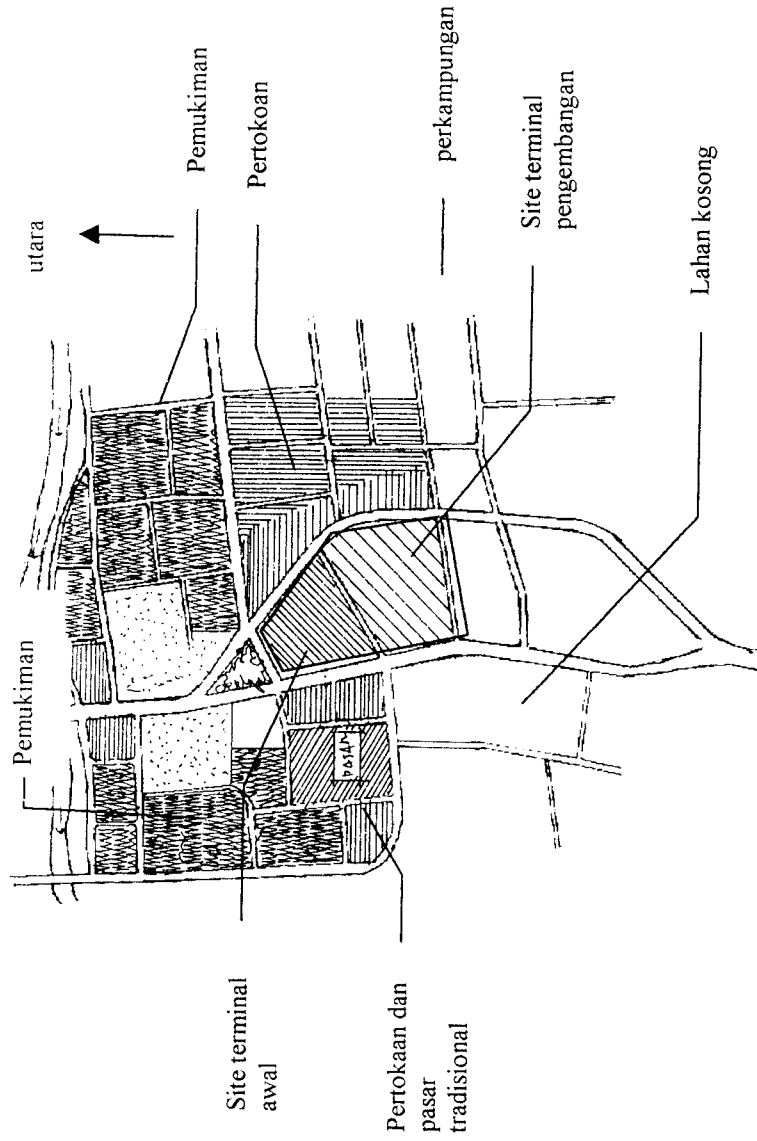 utara
Pemukiman
Pemukiman
Site terminal
awal
Pertokoan
PASAR
Pertokaan dan
pasar
tradisional
perkampungan
Site terminal
pengembangan
Lahan kosong